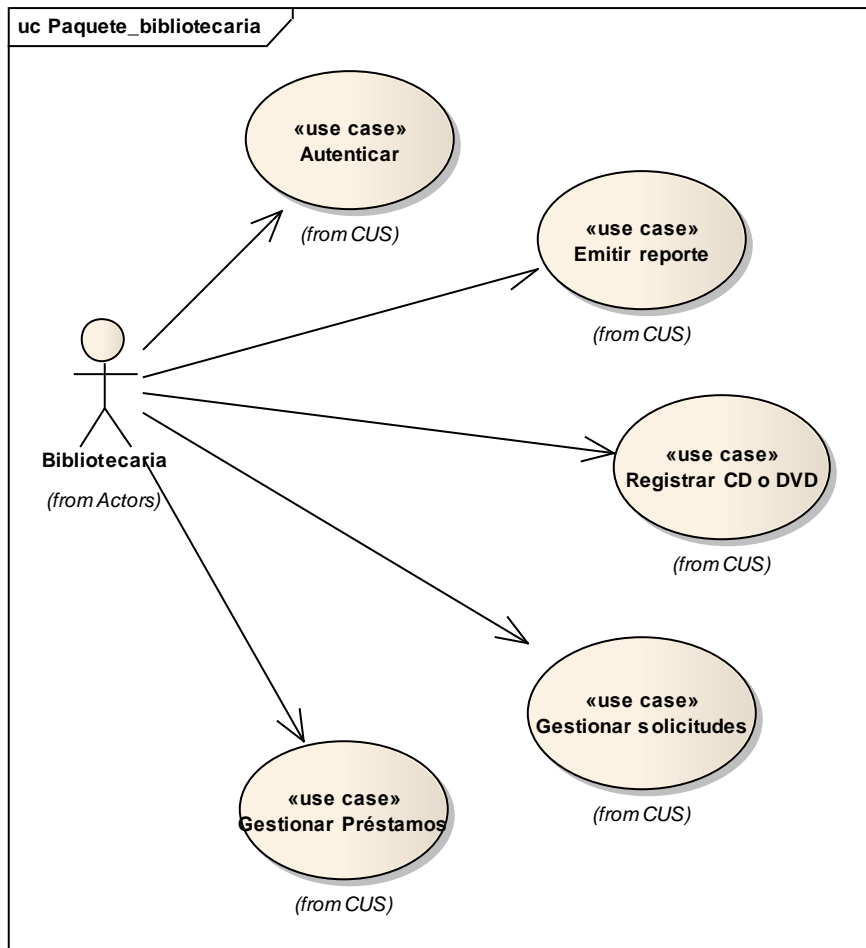 uc Paquete_bibliotecaria
«use case»
Autenticar
(from CUS)
«use case»
Emitir reporte
(from CUS)
Bibliotecaria
(from Actors)
«use case»
Registrar CD o DVD
(from CUS)
«use case»
Gestionar solicitudes
(from CUS)
«use case»
Gestionar Préstamos
(from CUS)